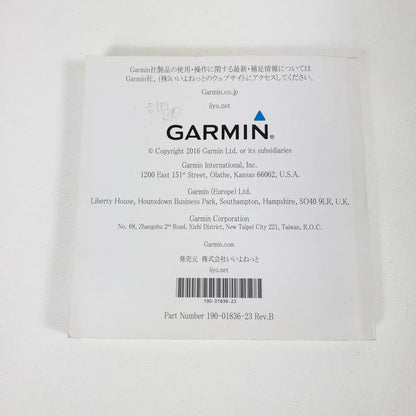 Garmin社製品の使用・操作に関する最新・補足情報については
Garmin社、(株)いいよねっとのウェブサイトにアクセスしてください。
Garmin.co.jp
iiyo.net
GARMIN®
© Copyright 2016 Garmin Ltd. or its subsidiaries
Garmin International, Inc.
1200 East 151st Street, Olathe, Kansas 66062, U.S.A.
Garmin (Europe) Ltd.
Liberty House, Hounsdown Business Park, Southampton, Hampshire, SO40 9LR, U.K.
Garmin Corporation
No. 68, Zhangshu 2nd Road, Xizhi District, New Taipei City 221, Taiwan, R.O.C.
Garmin.com
発売元 株式会社いいよねっと
iiyo.net
190-01836-23
Part Number 190-01836-23 Rev.B